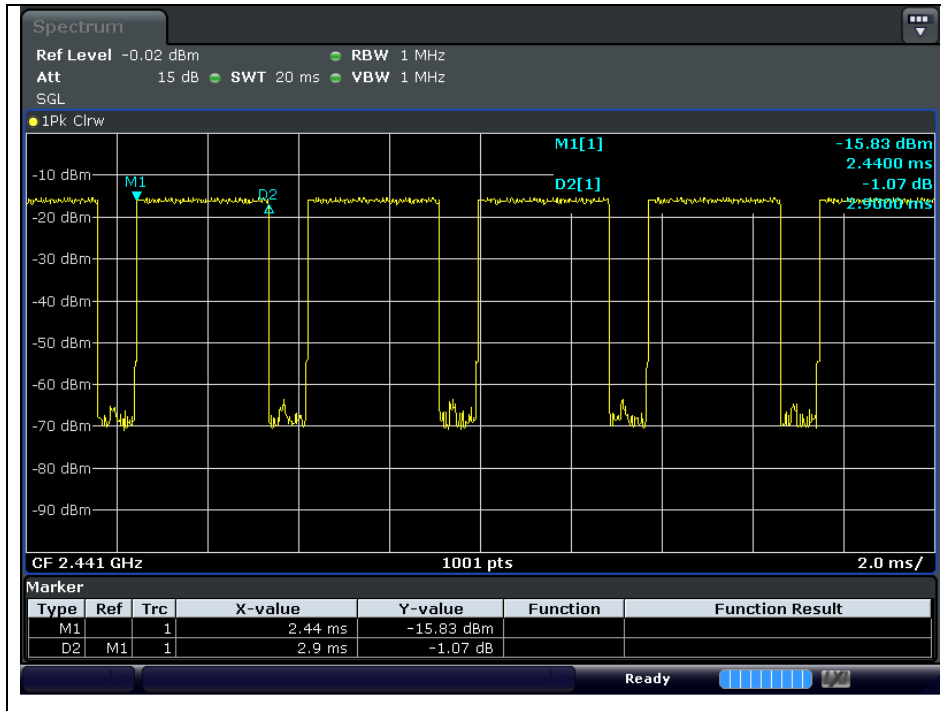 Spectrum
Ref Level -0.02 dBm RBW 1 MHz
Att 15 dB SWT 20 ms VBW 1 MHz
SGL
1Pk Clrw
M1[1] -15.83 dBm
2.4400 ms
D2[1] -1.07 dB
2.9000 ms
M1
D2
-10 dBm
-20 dBm
-30 dBm
-40 dBm
-50 dBm
-60 dBm
-70 dBm
-80 dBm
-90 dBm
CF 2.441 GHz 1001 pts 2.0 ms/
Marker
Type Ref Trc X-value Y-value Function Function Result
M1 1 2.44 ms -15.83 dBm
D2 M1 1 2.9 ms -1.07 dB
Ready